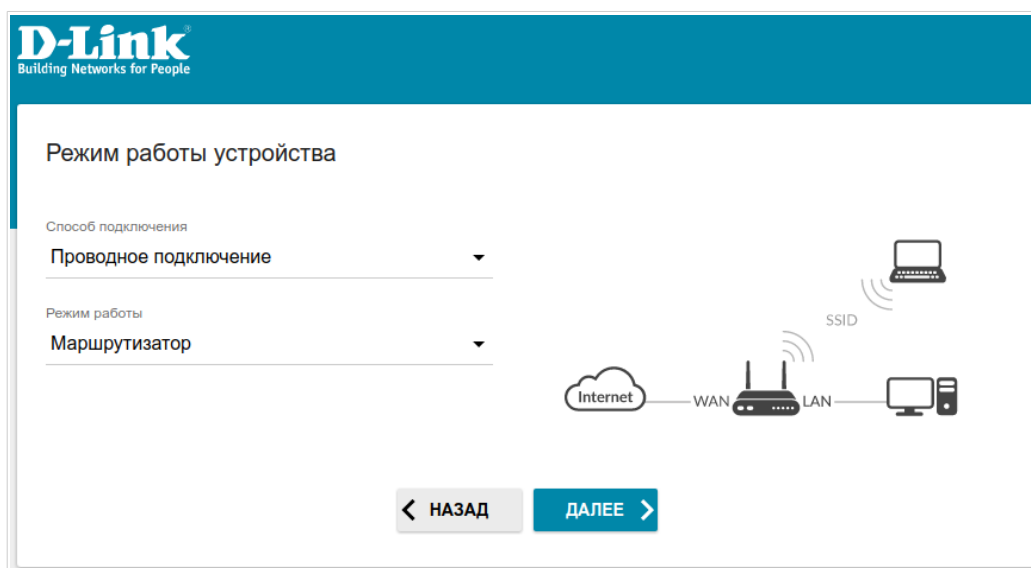 D-Link®
Building Networks for People
Режим работы устройства
Способ подключения
Проводное подключение
Режим работы
Маршрутизатор
SSID
Internet
WAN
LAN
НАЗАД
ДАЛЕЕ